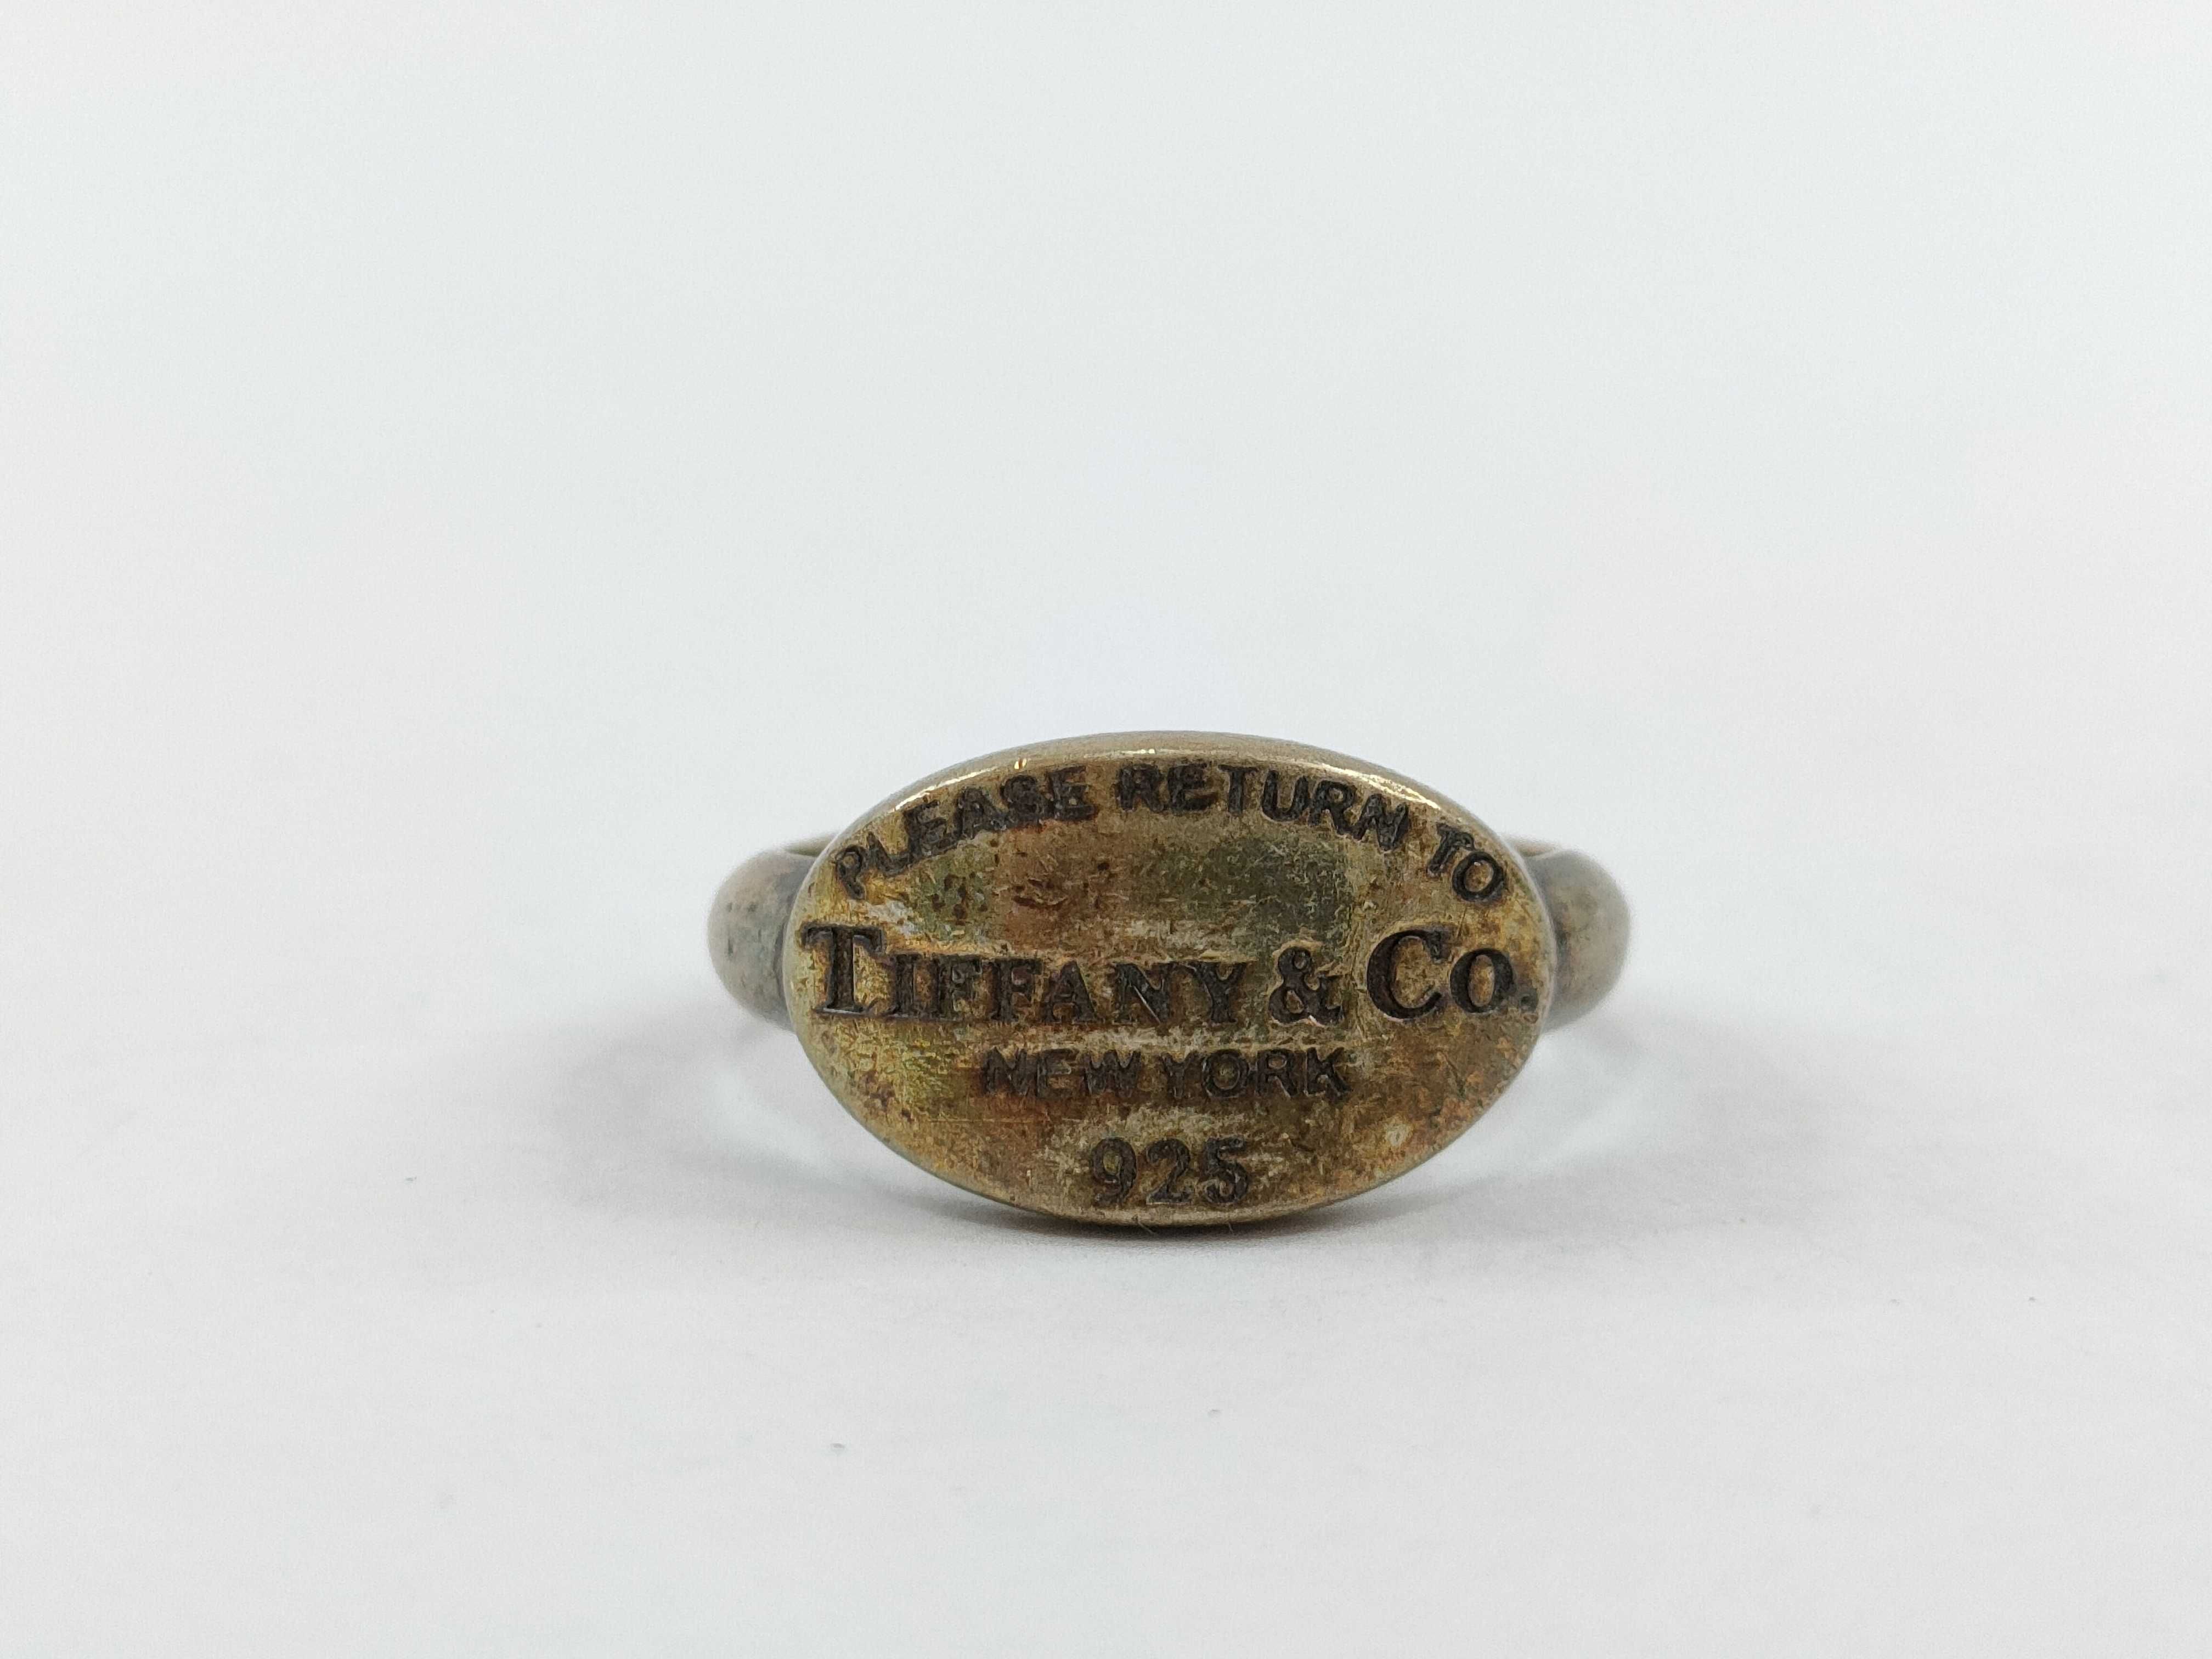 PLEASE RETURN TO
TIFFANY & CO.
NEW YORK
925